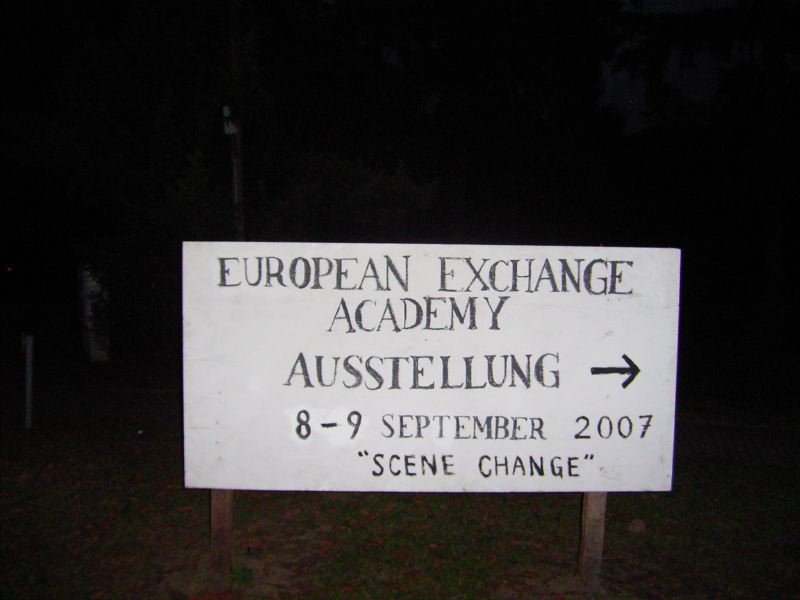 EUROPEAN EXCHANGE
ACADEMY
AUSSTELLUNG →
8-9 SEPTEMBER 2007
"SCENE CHANGE"